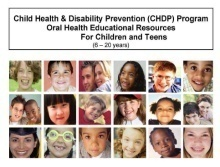 Child Health & Disability Prevention (CHDP) Program
Oral Health Educational Resources
For Children and Teens
(6 – 20 years)